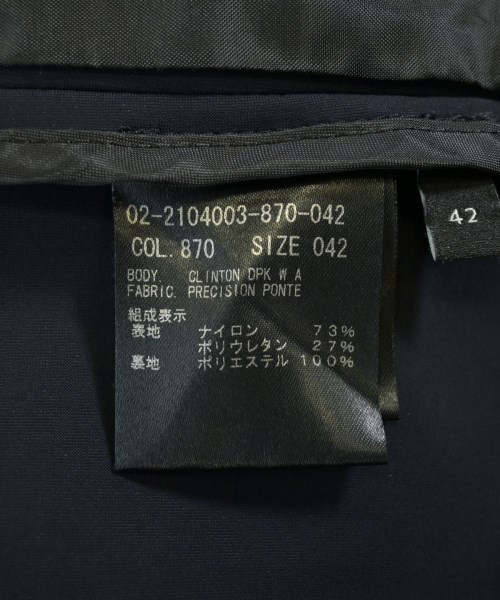 02-2104003-870-042
COL. 870 SIZE 042
BODY. CLINTON DPK W A
FABRIC. PRECISION PONTE
組成表示
表地 ナイロン 73%
ポリウレタン 27%
裏地 ポリエステル 100%
42